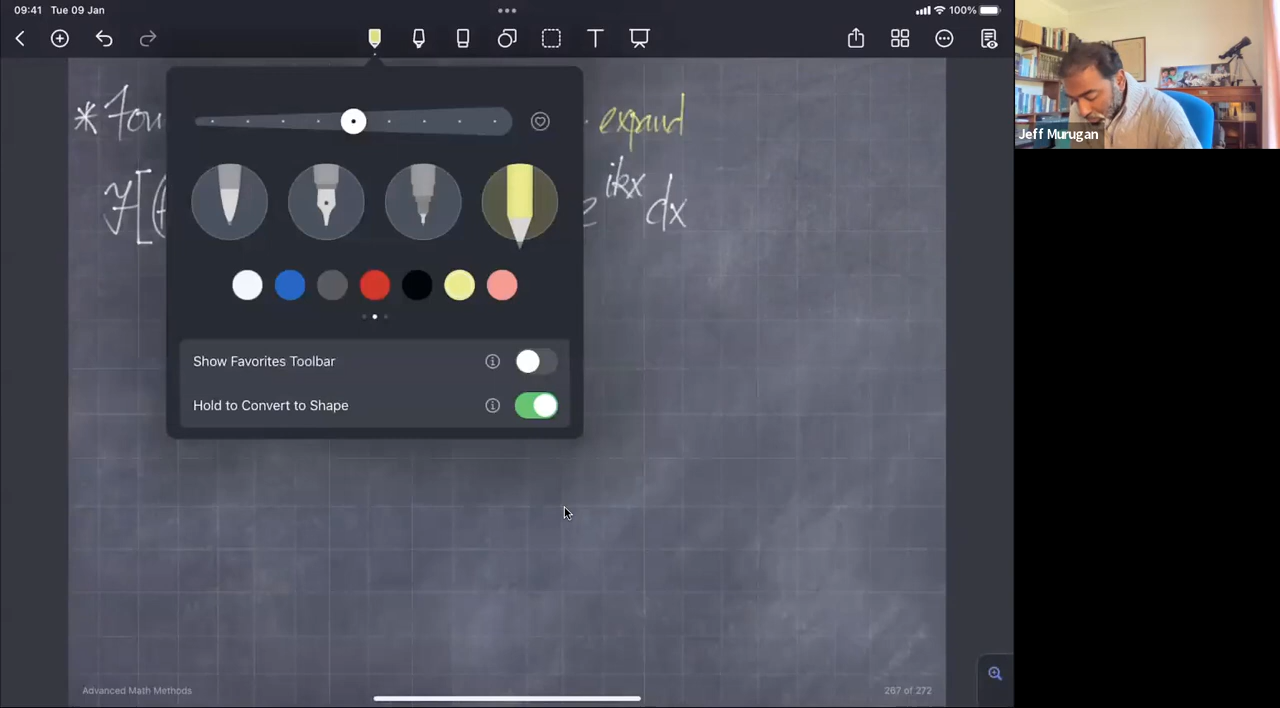 09:41 Tue 09 Jan
100%
* Fou
expand
Jeff Murugan
F[(
e^{ikx} dx
Show Favorites Toolbar
Hold to Convert to Shape
Advanced Math Methods
267 of 272